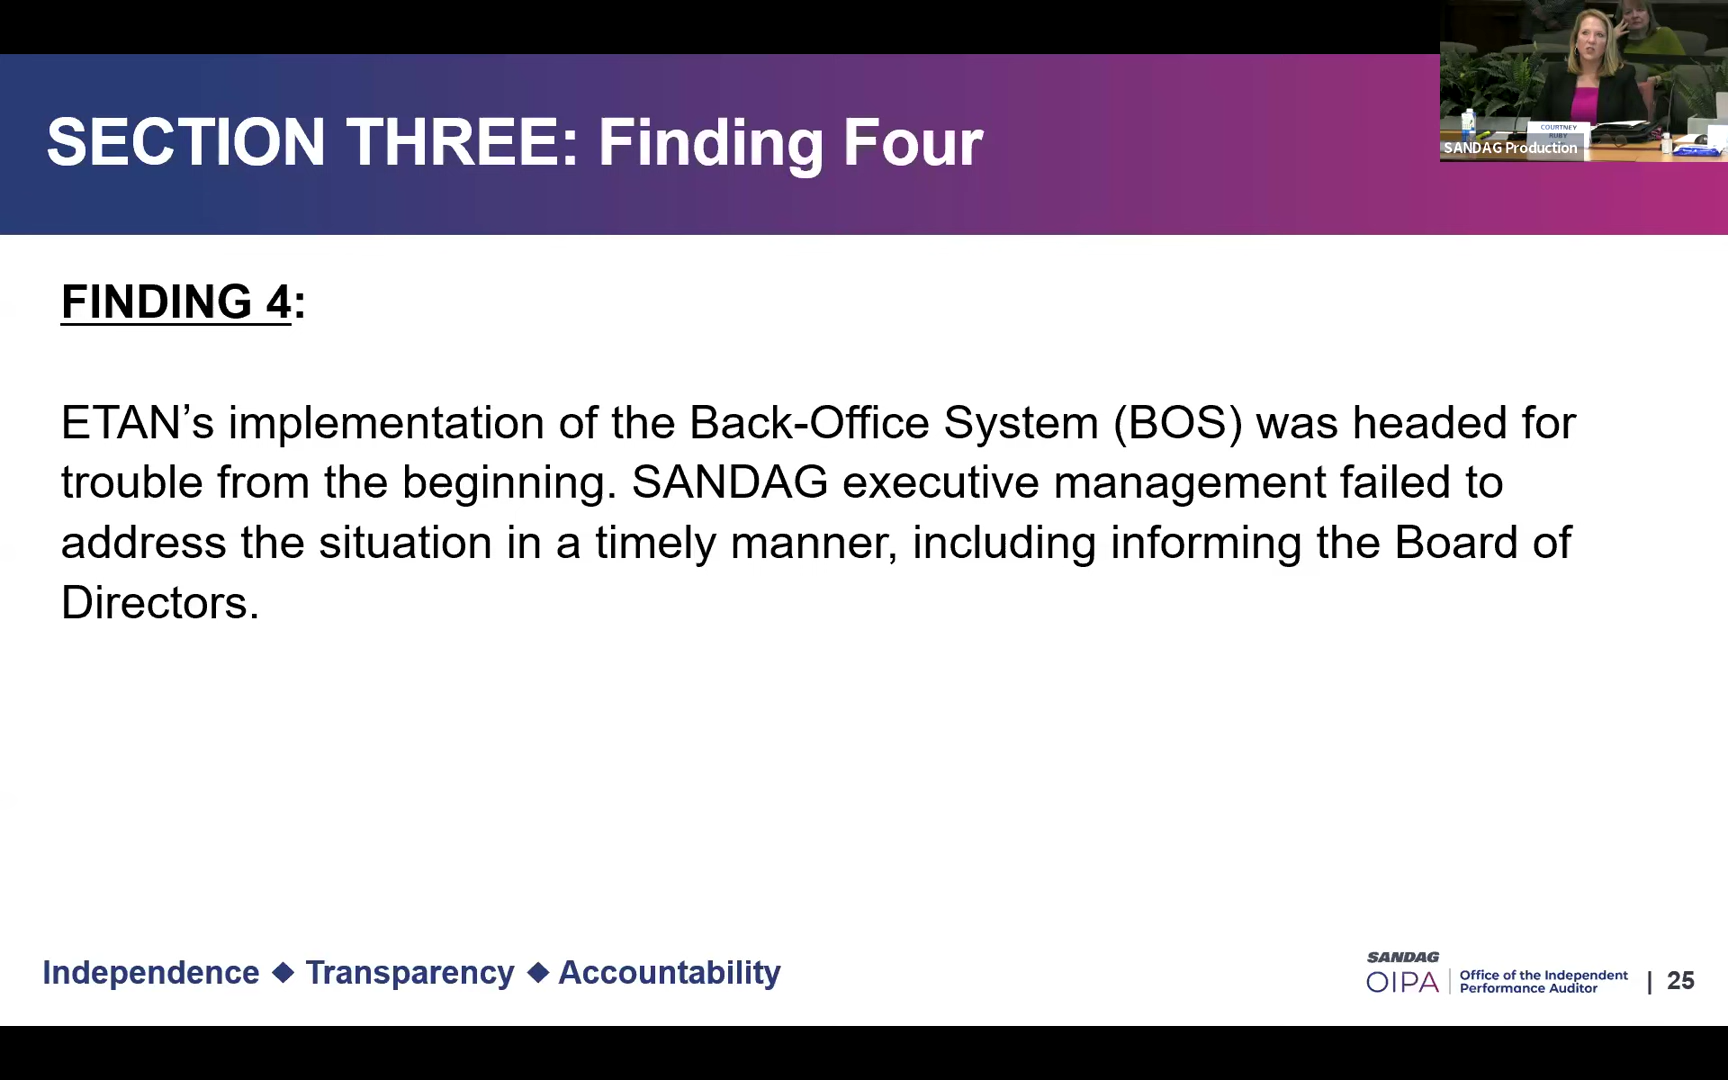 COURTNEY
RUBY
SANDAG Production
SECTION THREE: Finding Four
FINDING 4:
ETAN’s implementation of the Back-Office System (BOS) was headed for
trouble from the beginning. SANDAG executive management failed to
address the situation in a timely manner, including informing the Board of
Directors.
Independence ◆ Transparency ◆ Accountability
SANDAG
OIPA
Office of the Independent
Performance Auditor
| 25